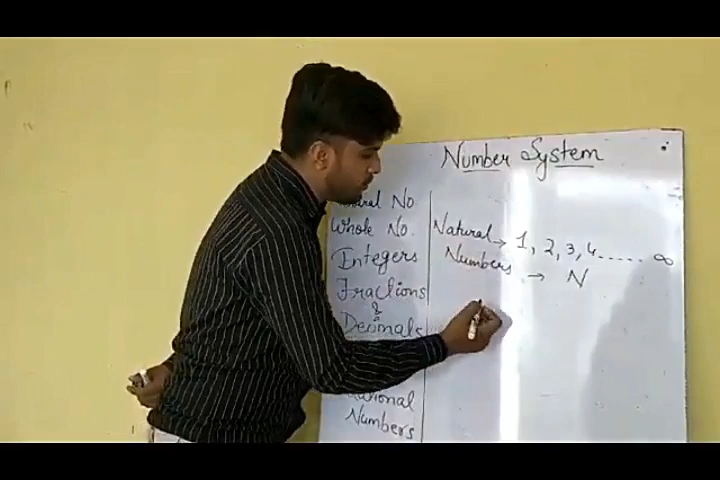 Number System
No.
Whole No.
Integers
Fractions
&
Decimals
Numbers
Natural → 1, 2, 3, 4...... ∞
Numbers → N